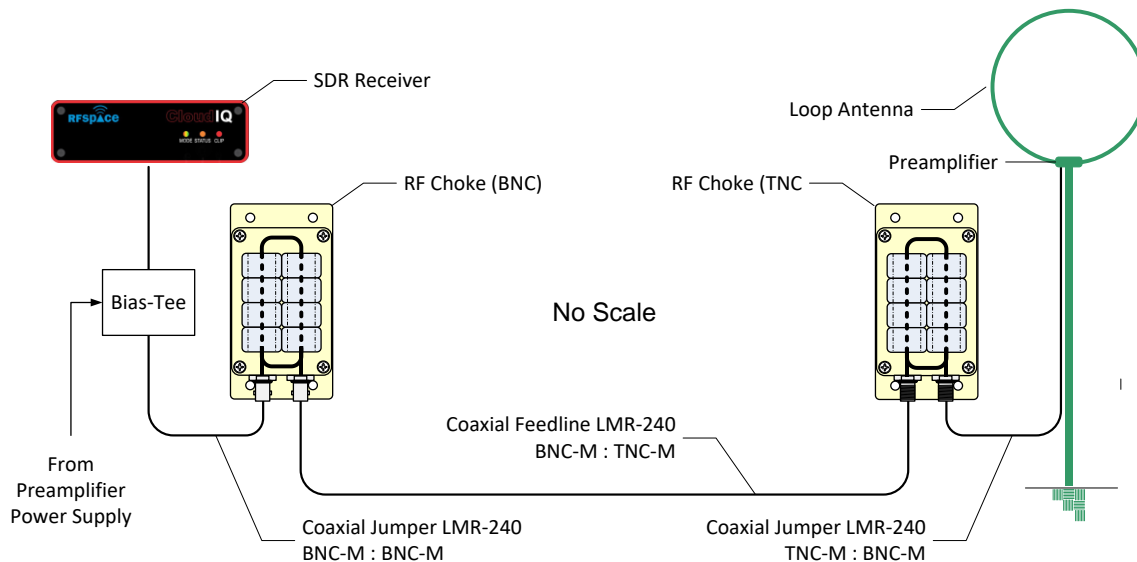 SDR Receiver
RFSPACE
CloudIQ
MODE STATUS CLIP
Loop Antenna
Preamplifier
RF Choke (BNC)
RF Choke (TNC
Bias-Tee
No Scale
Coaxial Feedline LMR-240
BNC-M : TNC-M
From
Preamplifier
Power Supply
Coaxial Jumper LMR-240
BNC-M : BNC-M
Coaxial Jumper LMR-240
TNC-M : BNC-M